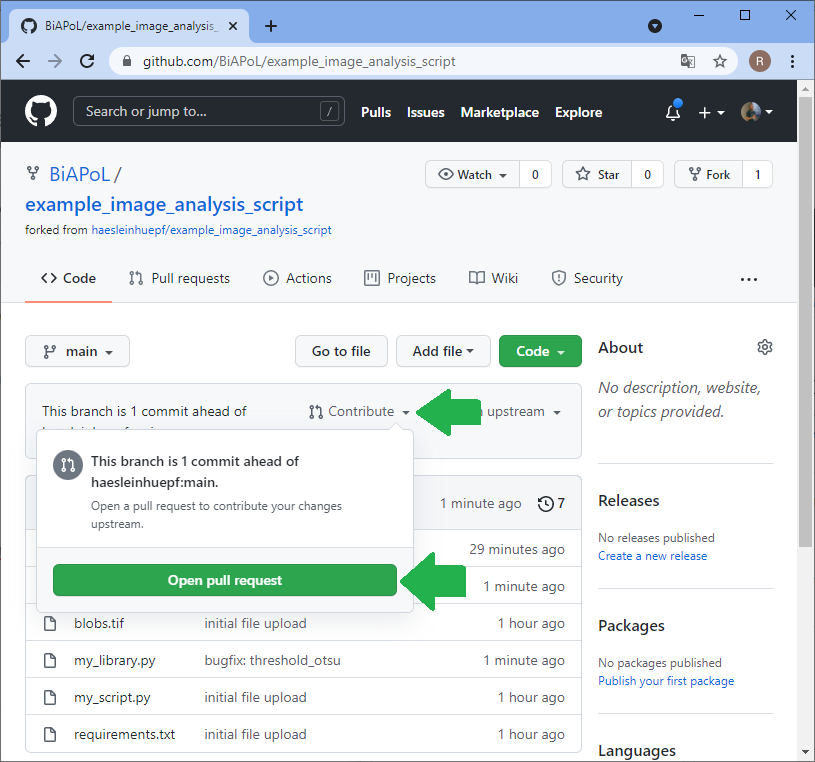 BiAPoL/example_image_analysis_
github.com/BiAPoL/example_image_analysis_script
R
Search or jump to...
/
Pulls
Issues
Marketplace
Explore
BiAPoL /
example_image_analysis_script
forked from haesleinhuepf/example_image_analysis_script
Watch
0
Star
0
Fork
1
Code
Pull requests
Actions
Projects
Wiki
Security
...
main
Go to file
Add file
Code
This branch is 1 commit ahead of
Contribute
upstream
This branch is 1 commit ahead of
haesleinhuepf:main.
Open a pull request to contribute your changes
upstream.
Open pull request
1 minute ago
7
29 minutes ago
1 minute ago
blobs.tif initial file upload 1 hour ago
my_library.py bugfix: threshold_otsu 1 minute ago
my_script.py initial file upload 1 hour ago
requirements.txt initial file upload 1 hour ago
About
No description, website,
or topics provided.
Releases
No releases published
Create a new release
Packages
No packages published
Publish your first package
Languages